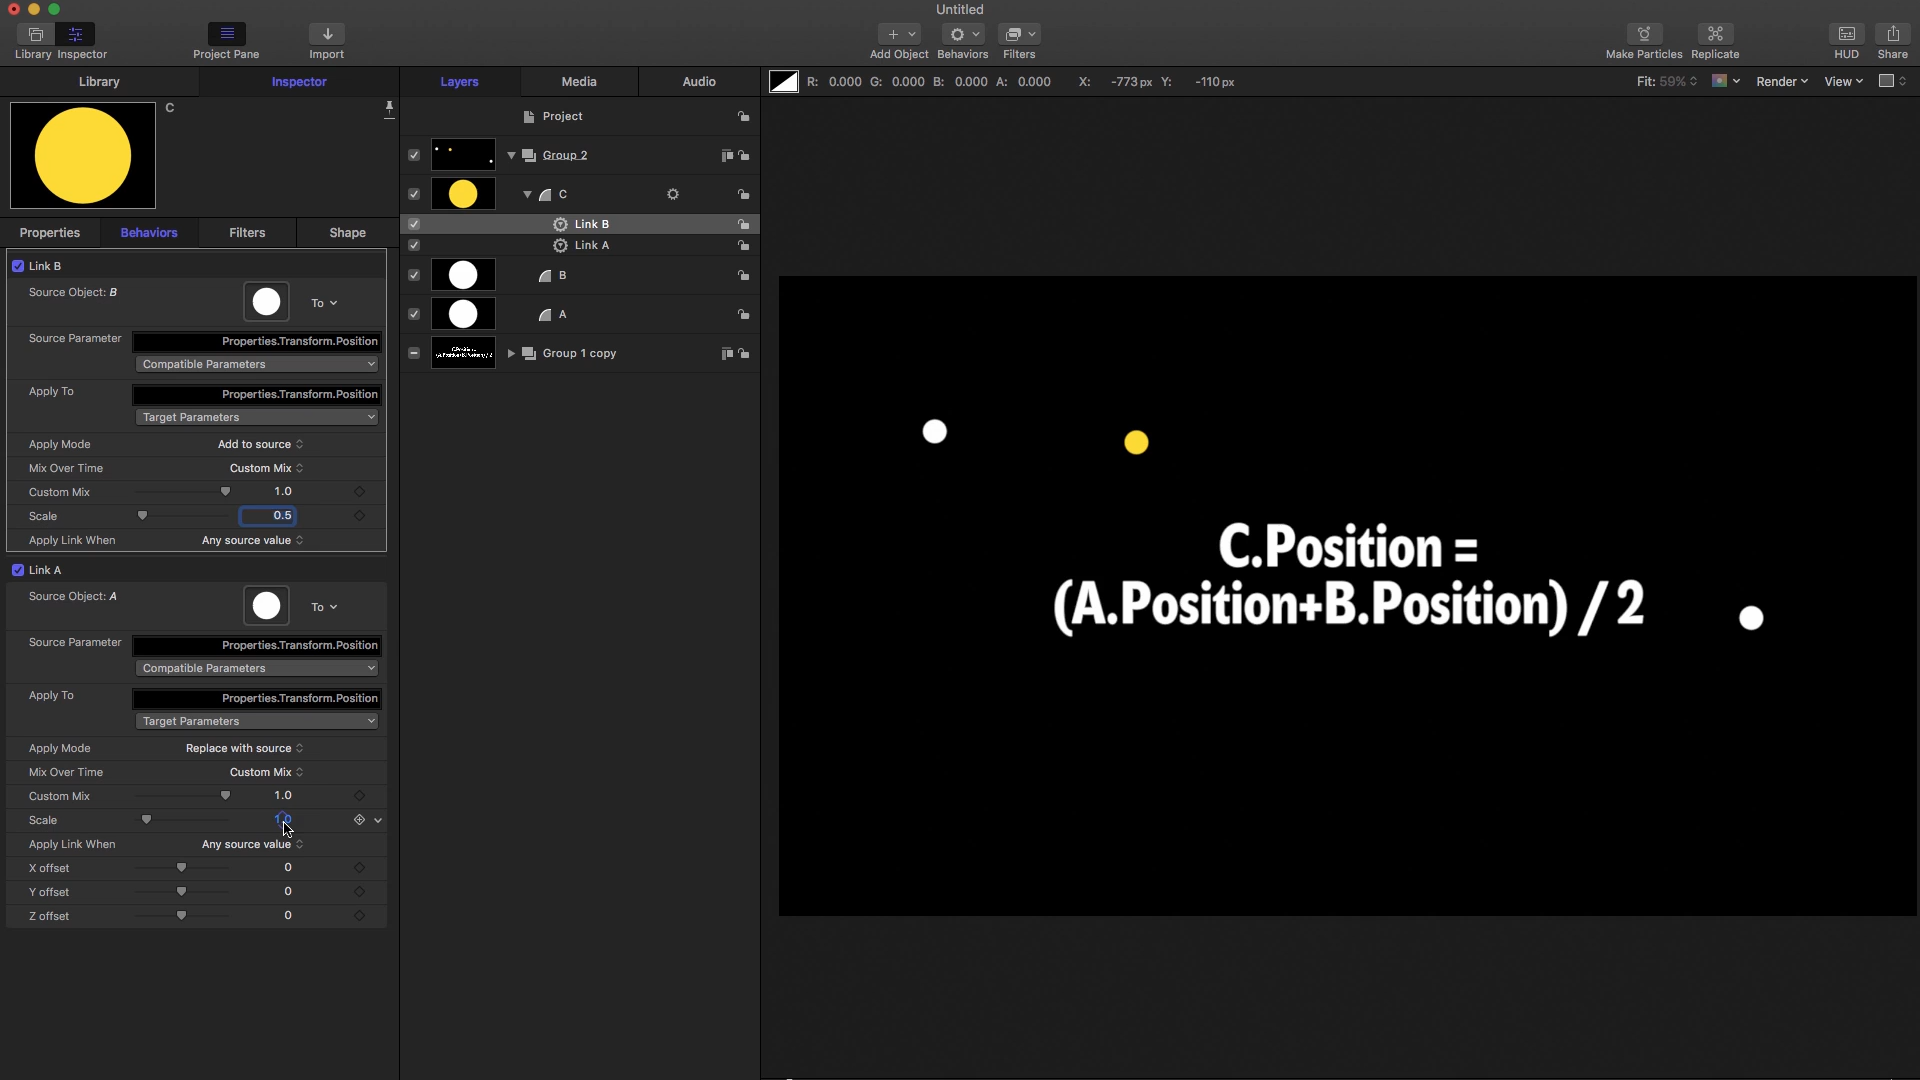 Untitled
Library Inspector
Project Pane
Import
Add Object Behaviors Filters
Make Particles Replicate
HUD Share
Library Inspector
Layers Media Audio
R: 0.000 G: 0.000 B: 0.000 A: 0.000 X: -773 px Y: -110 px
Fit: 59% Render View
C
Properties Behaviors Filters Shape
Link B
Source Object: B To
Source Parameter Properties.Transform.Position
Compatible Parameters
Apply To Properties.Transform.Position
Target Parameters
Apply Mode Add to source
Mix Over Time Custom Mix
Custom Mix 1.0
Scale 0.5
Apply Link When Any source value
Link A
Source Object: A To
Source Parameter Properties.Transform.Position
Compatible Parameters
Apply To Properties.Transform.Position
Target Parameters
Apply Mode Replace with source
Mix Over Time Custom Mix
Custom Mix 1.0
Scale 1.0
Apply Link When Any source value
X offset 0
Y offset 0
Z offset 0
Project
Group 2
C
Link B
Link A
B
A
Group 1 copy
C.Position =
(A.Position+B.Position) / 2